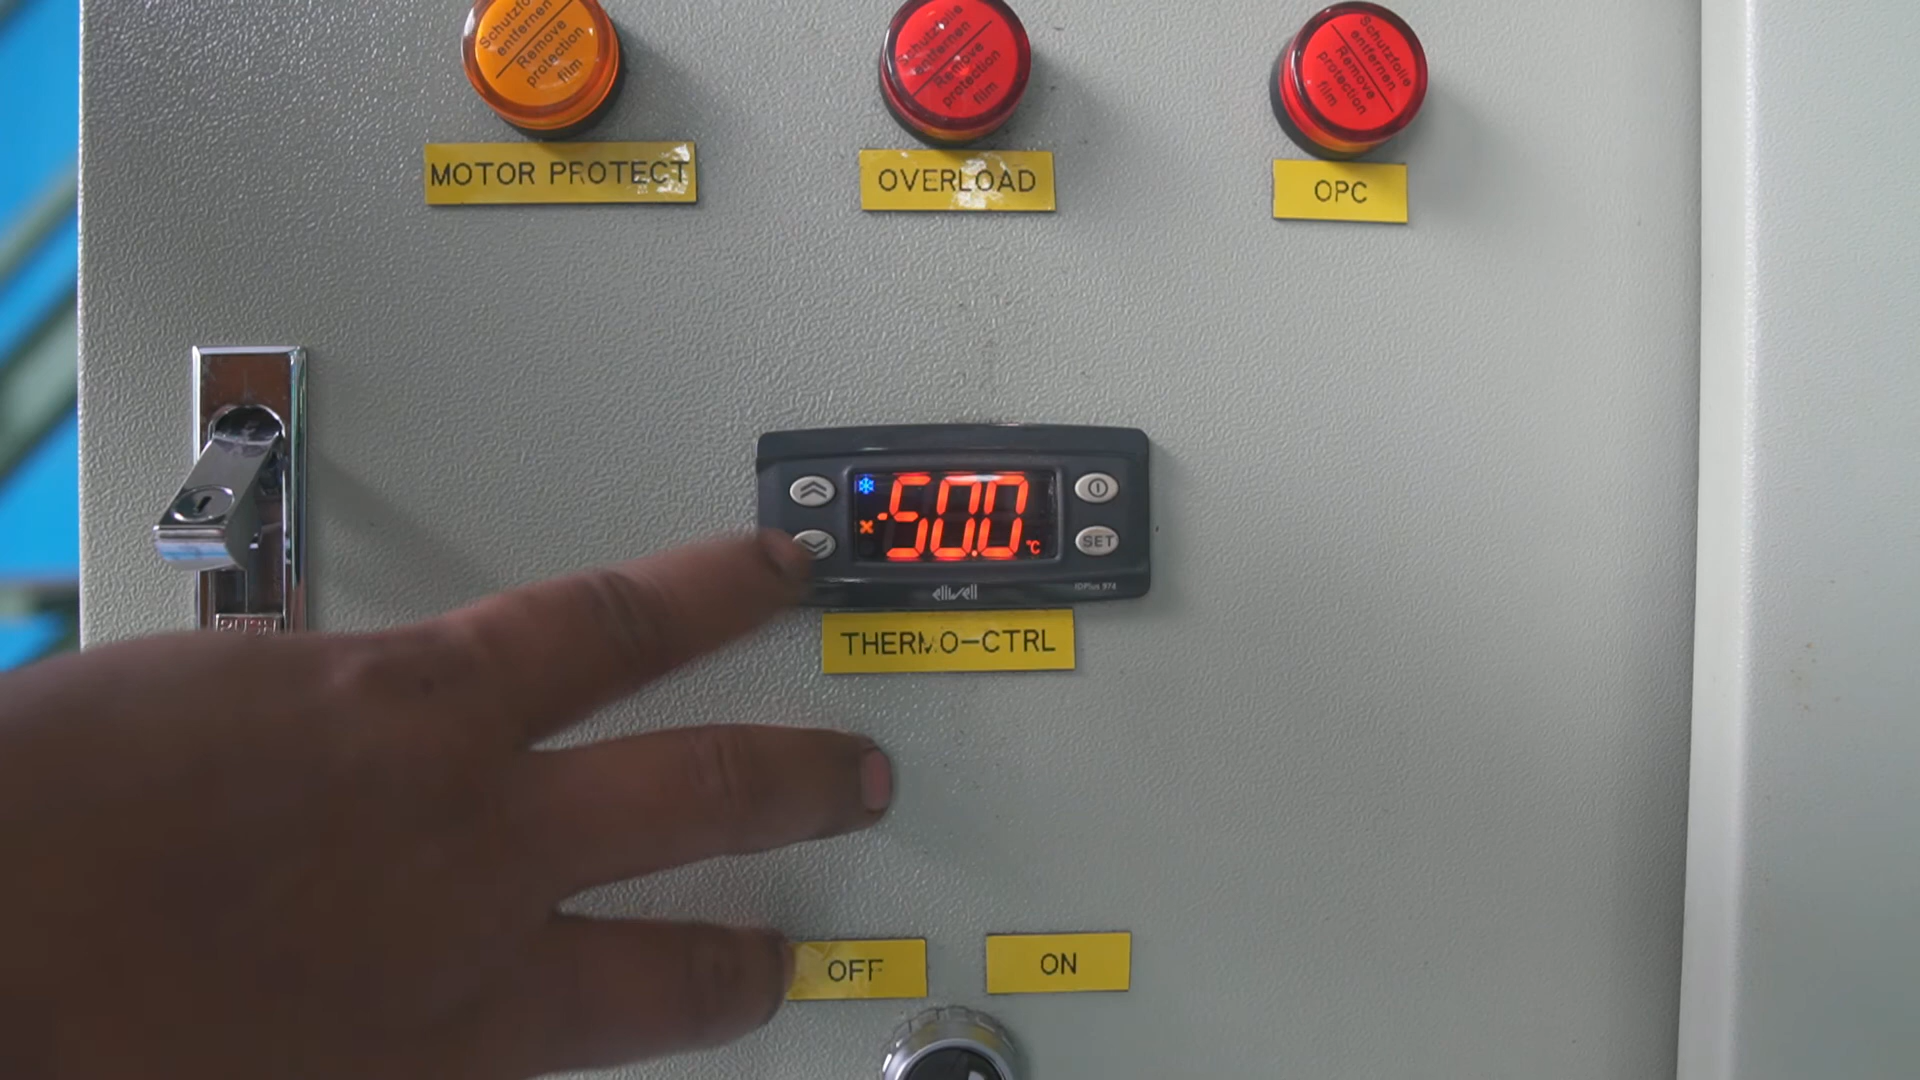 Schutzfolie
entfernen
Remove
protection
film
Schutzfolie
entfernen
Remove
protection
film
Schutzfolie
entfernen
Remove
protection
film
MOTOR PROTECT
OVERLOAD
OPC
-50.0 °C
SET
eliwell
IDPlus 974
THERMO-CTRL
PUSH
OFF
ON